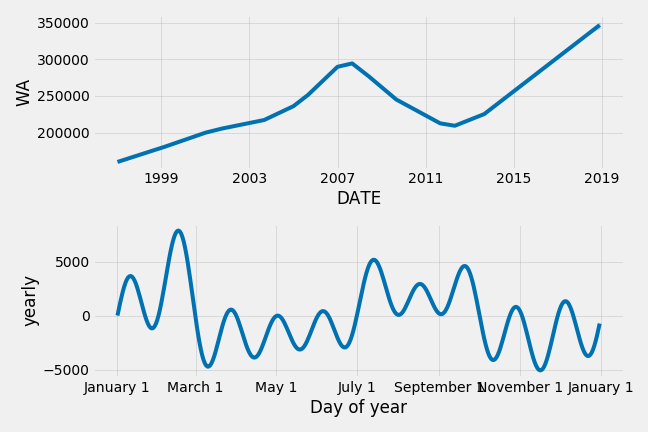 350000
300000
250000
200000
WA
1999 2003 2007 2011 2015 2019
DATE
5000
0
−5000
yearly
January 1 March 1 May 1 July 1 September 1 November 1 January 1
Day of year